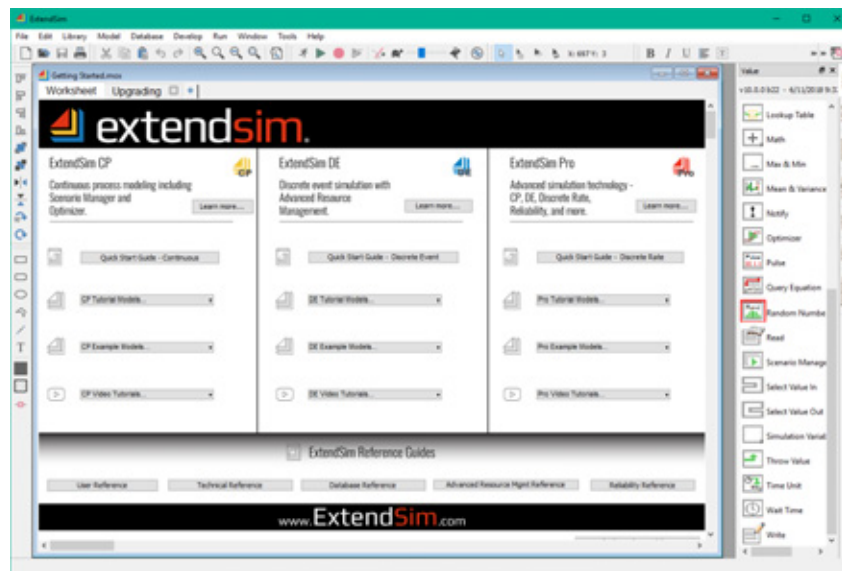 ExtendSim
File Edit Library Model Database Develop Run Window Tools Help
B I U
Getting Started.mox
Worksheet Upgrading
extendsim.
ExtendSim CP
CP
Continuous process modeling including
Scenario Manager and
Optimizer.
Learn more...
Quick Start Guide - Continuous
CP Tutorial Models...
CP Example Models...
CP Video Tutorials...
ExtendSim DE
DE
Discrete event simulation with
Advanced Resource
Management.
Learn more...
Quick Start Guide - Discrete Event
DE Tutorial Models...
DE Example Models...
DE Video Tutorials...
ExtendSim Pro
Pro
Advanced simulation technology -
CP, DE, Discrete Rate,
Reliability, and more.
Learn more...
Quick Start Guide - Discrete Rate
Pro Tutorial Models...
Pro Example Models...
Pro Video Tutorials...
ExtendSim Reference Guides
User Reference Technical Reference Database Reference Advanced Resource Mgmt Reference Reliability Reference
www.ExtendSim.com
Value
Lookup Table
Math
Max & Min
Mean & Variance
Notify
Optimizer
Pulse
Query Equation
Random Numbe
Read
Scenario Manage
Select Value In
Select Value Out
Simulation Variab
Throw Value
Time Unit
Wait Time
Write
T